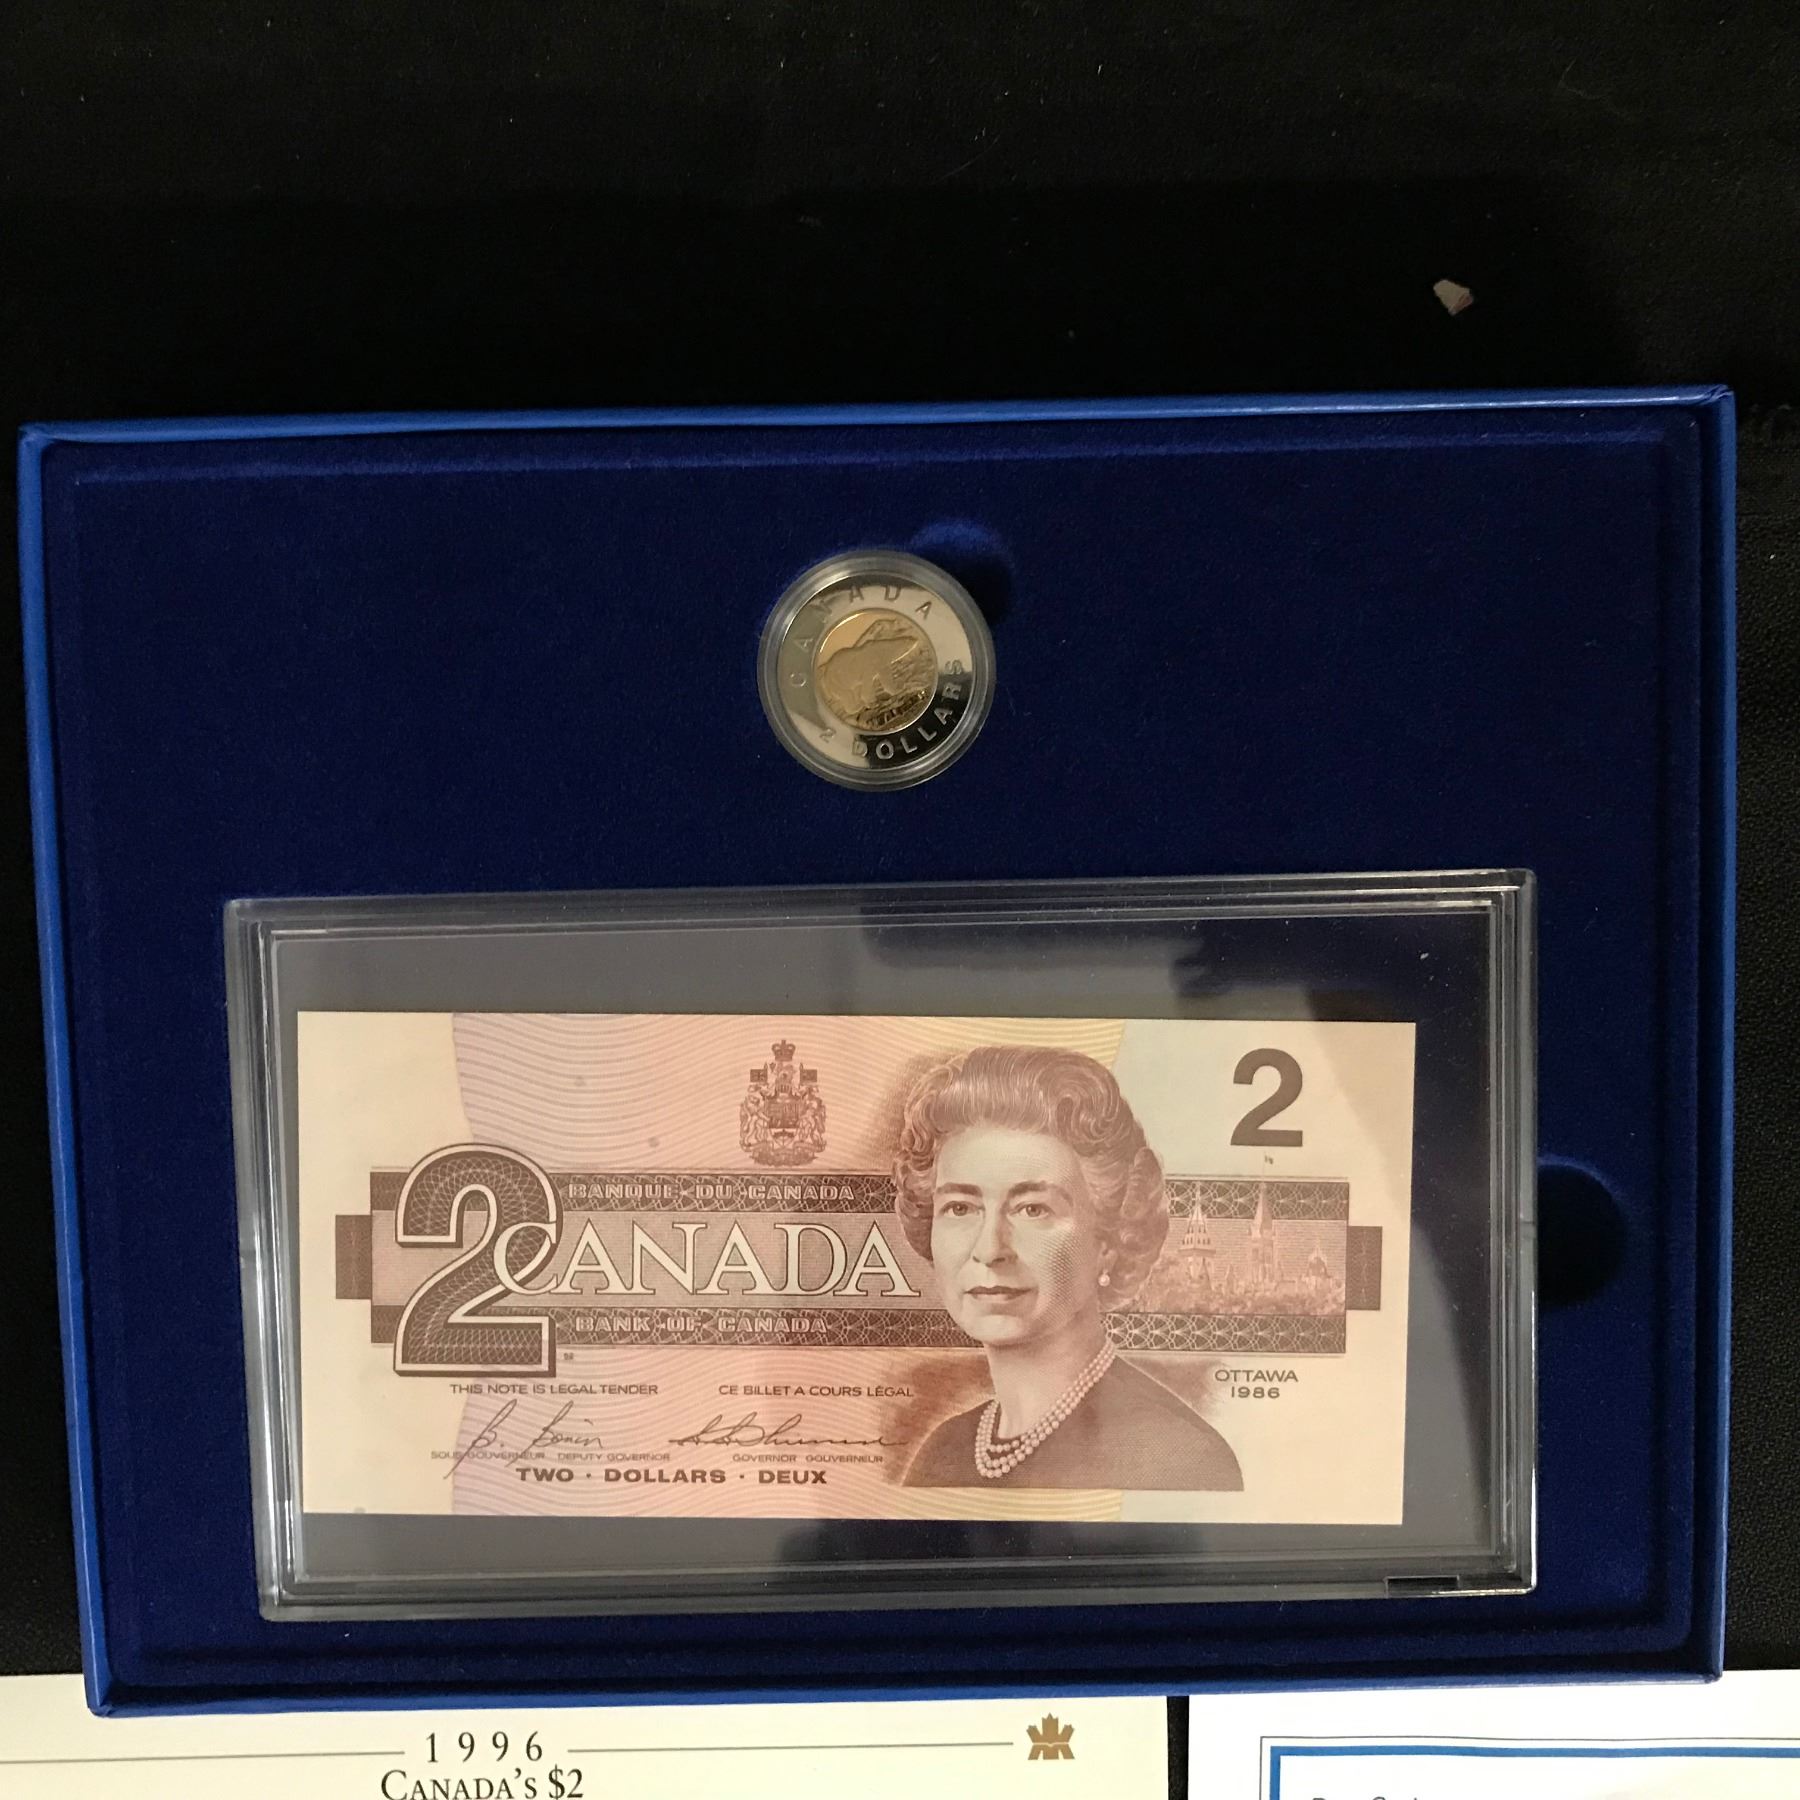 CANADA
2 DOLLARS
2
BANQUE DU CANADA
2
CANADA
BANK OF CANADA
OTTAWA
1986
THIS NOTE IS LEGAL TENDER CE BILLET A COURS LÉGAL
SOUS-GOUVERNEUR DEPUTY GOVERNOR GOVERNOR GOUVERNEUR
TWO · DOLLARS · DEUX
1996
CANADA'S $2